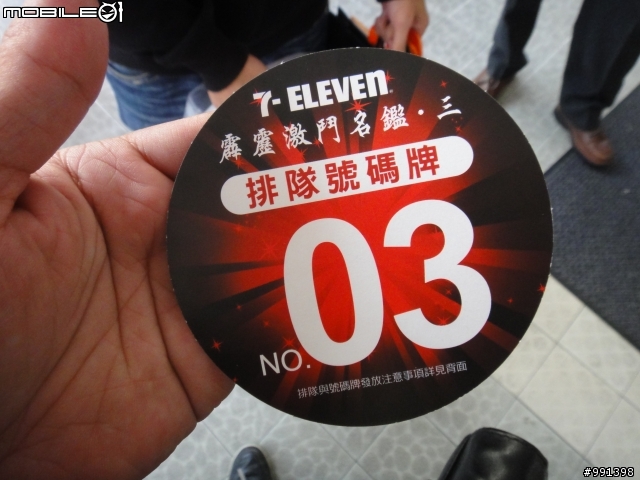 MOBILE01
7-ELEVEn
霹靂激鬥名鑑·三
排隊號碼牌
NO. 03
排隊與號碼牌發放注意事項詳見背面
#991398